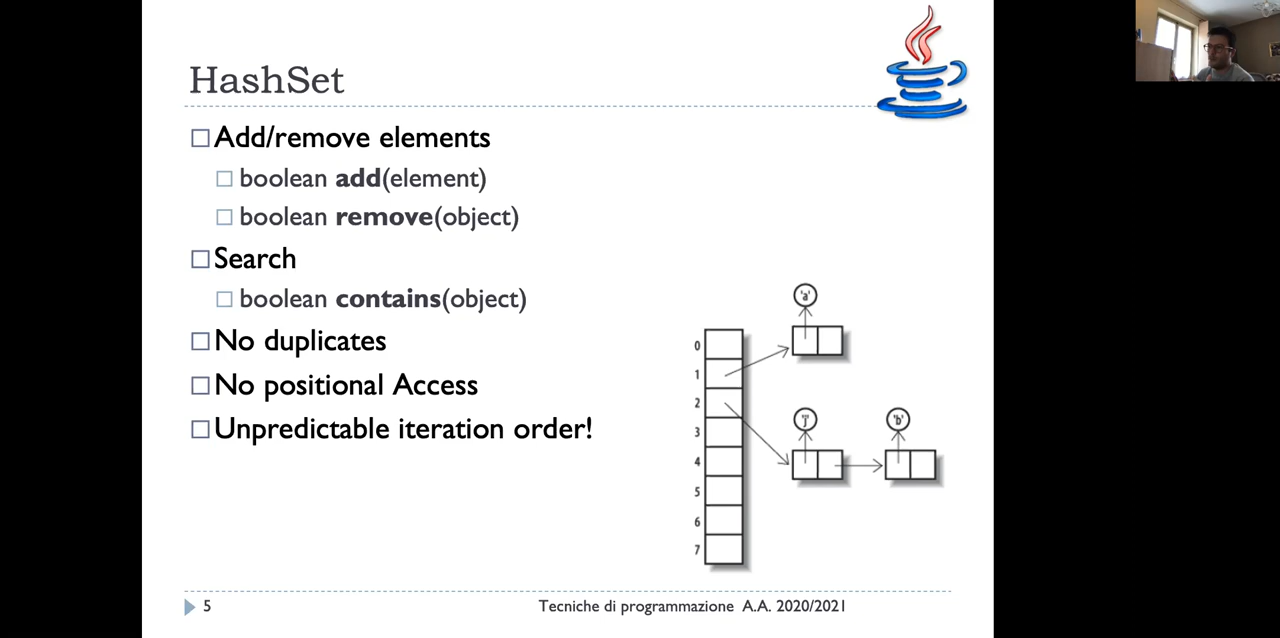 HashSet
Add/remove elements
boolean add(element)
boolean remove(object)
Search
boolean contains(object)
No duplicates
No positional Access
Unpredictable iteration order!
'a'
0
1
2
3
4
5
6
7
'j'
'b'
5
Tecniche di programmazione A.A. 2020/2021